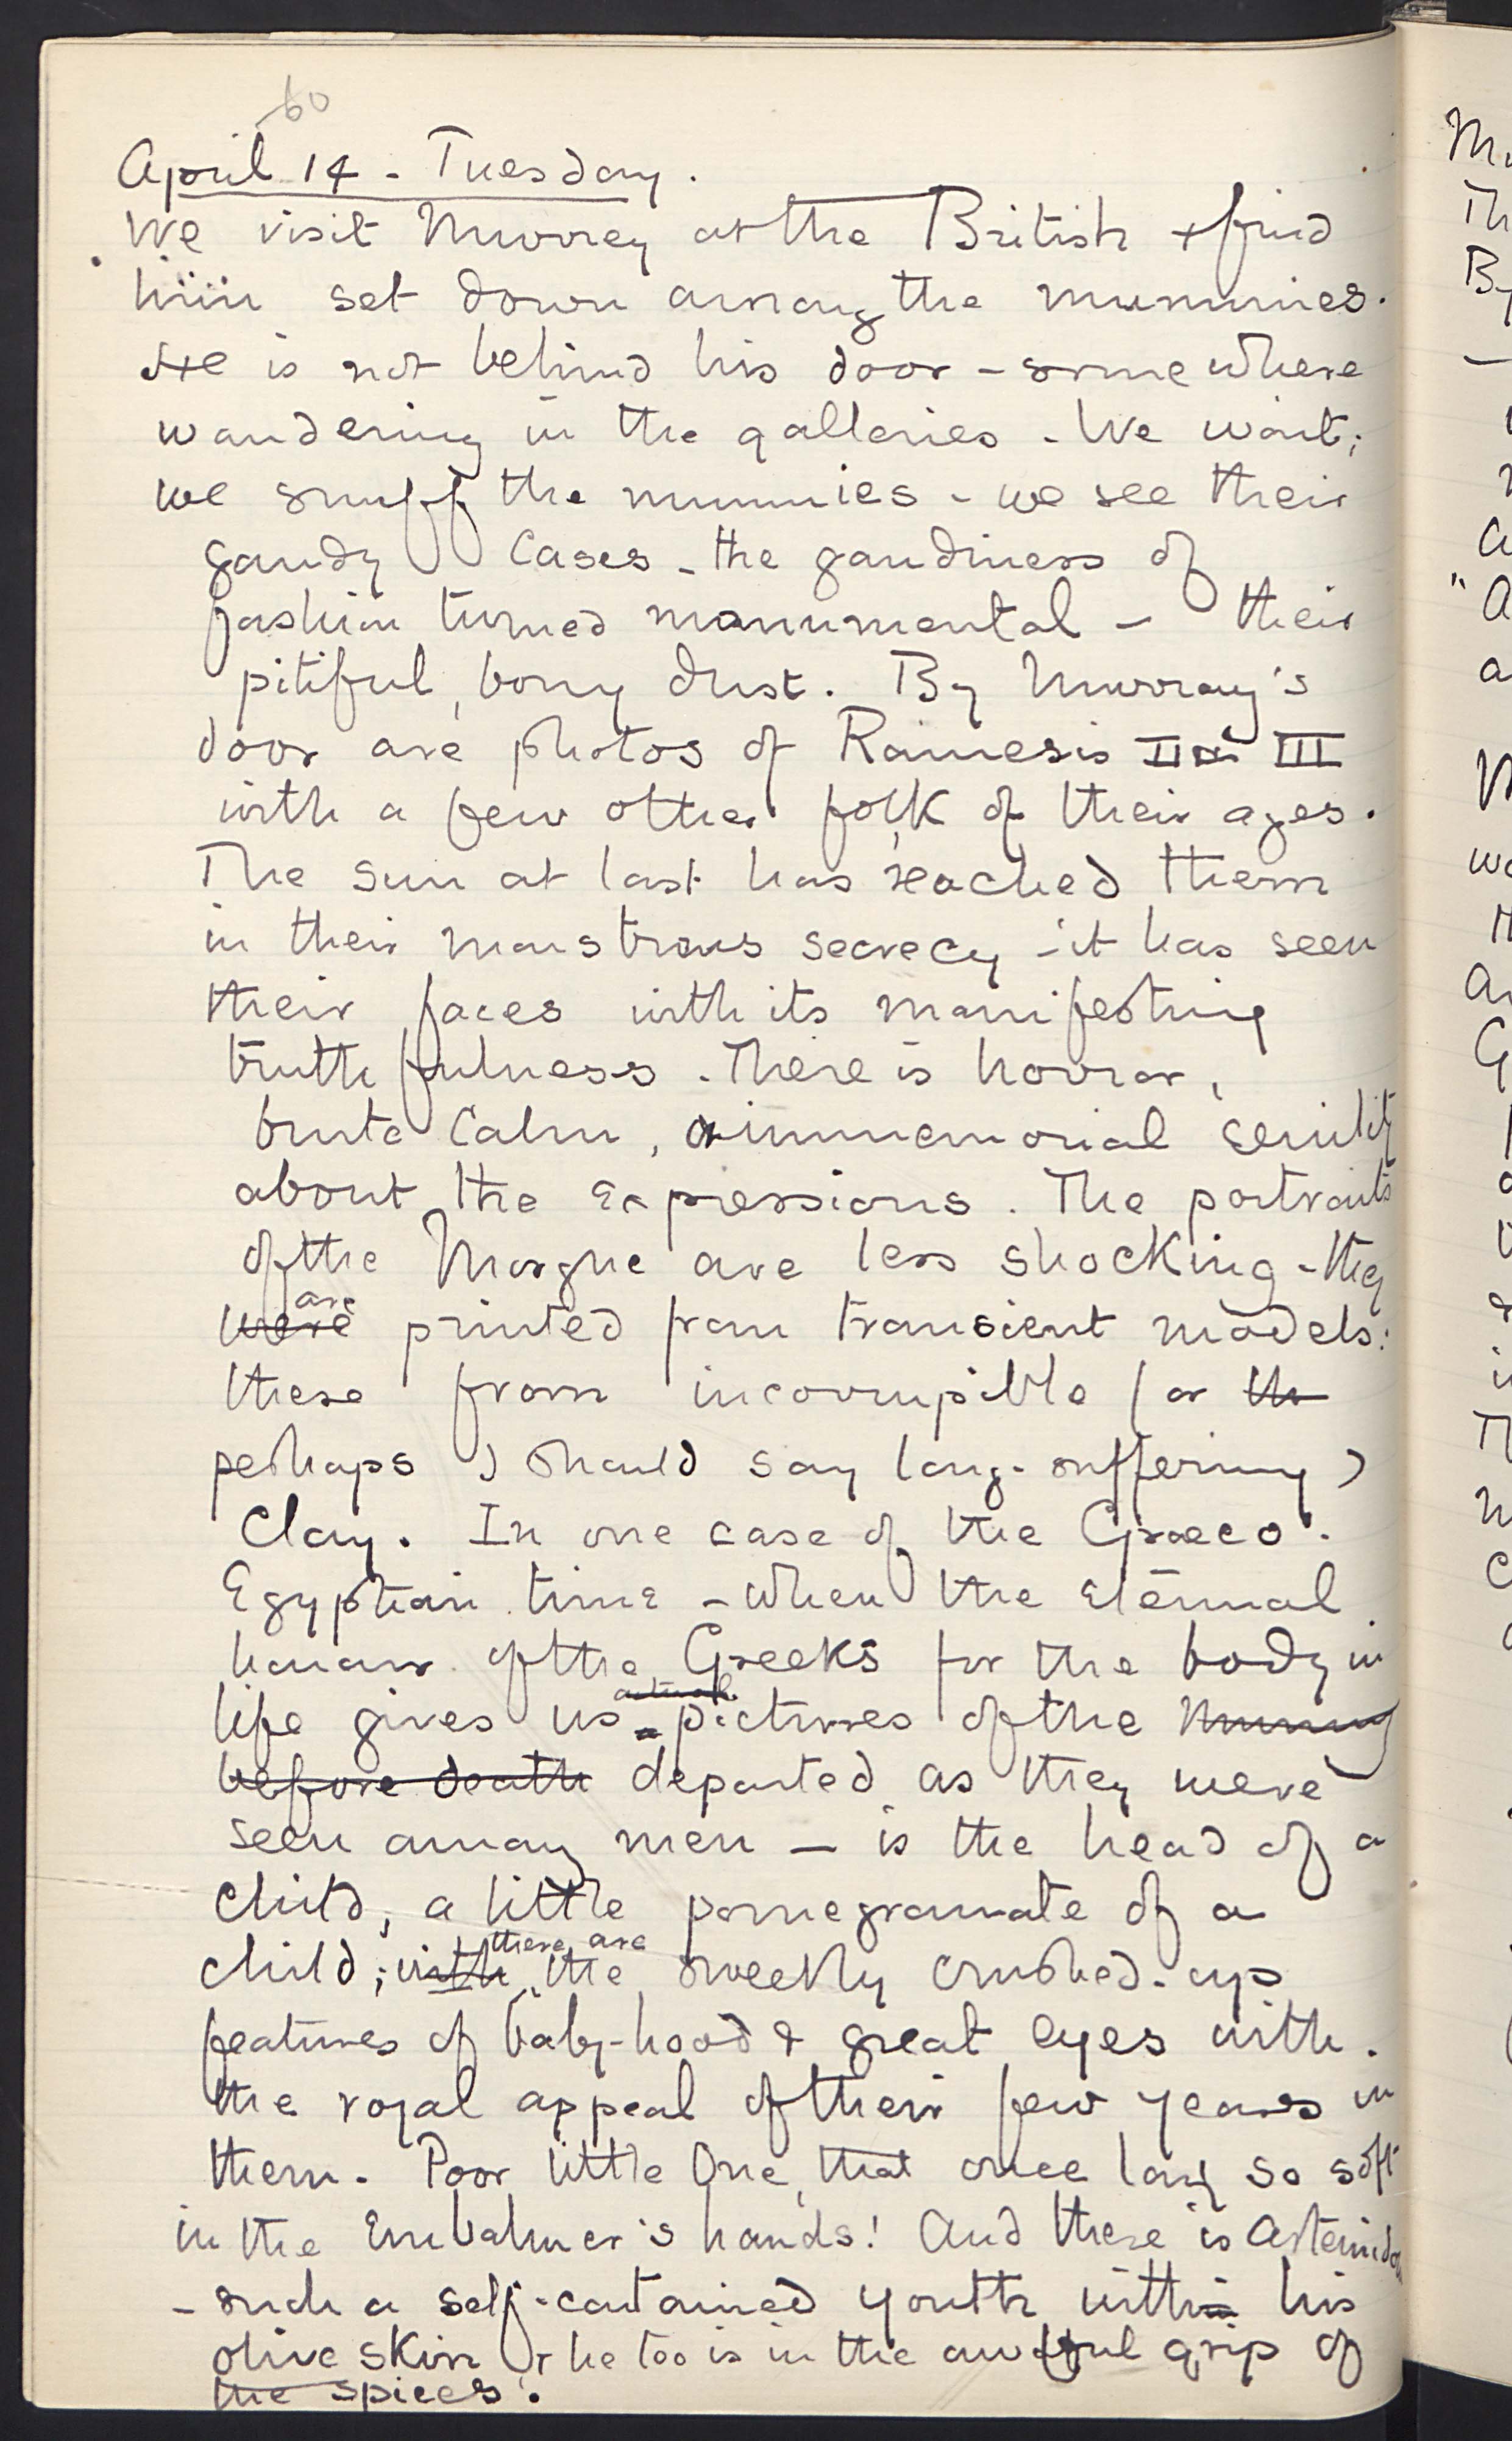 60
April 14 - Tuesday.
We visit Murray at the British + find
him set down among the mummies.
He is not behind his door - somewhere
wandering in the galleries - We wait;
we snuff the mummies - we see their
gaudy cases - the gaudiness of
fashion turned monumental - their
pitiful, bony dust. By Murray's
door are photos of Ramesis II & III
with a few other folk of their ages.
The sun at last has reached them
in their monstrous secrecy - it has seen
their faces with its manifesting
truthfulness. There is horror,
brute calm, & immemorial senility
about the expressions. The portraits
of the Morgue are less shocking - they
were are printed from transient models:
these from incorrupible (or th
perhaps I should say long-suffering)
Clay. In one case of the Graeco-
Egyptian time - when the eternal
honour of the Greeks for the body in
life gives us actual pictures of the Mummy
before death departed as they were
seen among men - is the head of a
child, a little pomegranate of a
child; with there are the sweetly crushed-up
features of baby-hood & great eyes with
the royal appeal of their few years in
them. Poor little One, that once lay so soft
in the Embalmer's hands! And there is Artemidor
- such a self-contained youth with his
olive skin & he too is in the awful grip of
the spices.